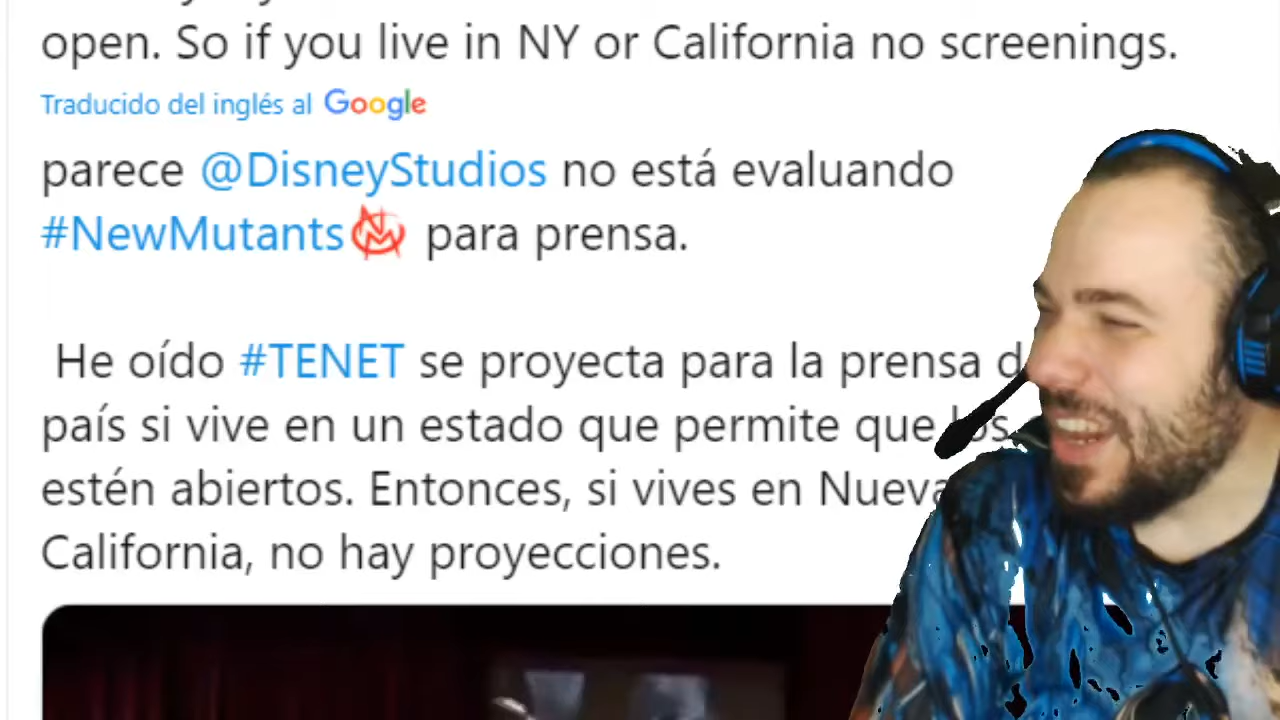 open. So if you live in NY or California no screenings.
Traducido del inglés al Google
parece @DisneyStudios no está evaluando
#NewMutants para prensa.
He oído #TENET se proyecta para la prensa
país si vive en un estado que permite que los
estén abiertos. Entonces, si vives en Nueva
California, no hay proyecciones.